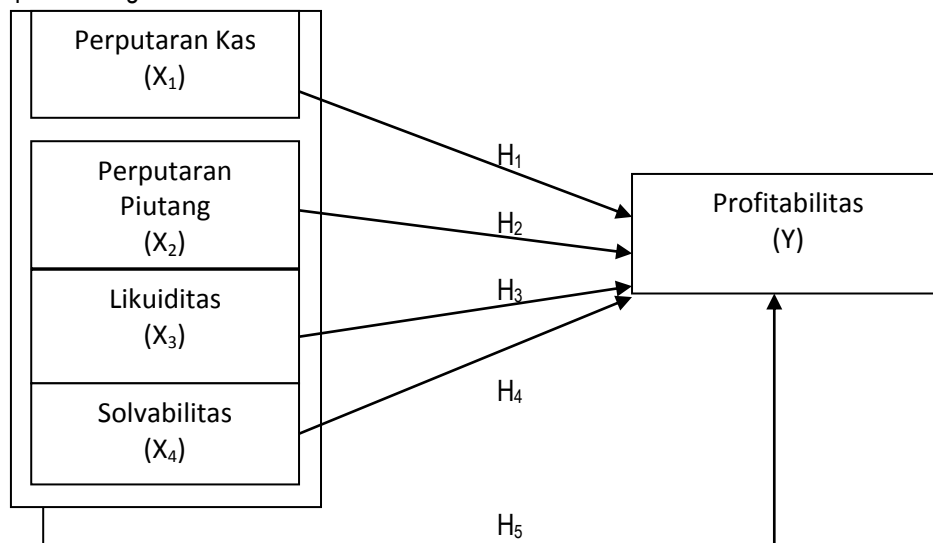 Perputaran Kas
(X₁)
H₁
Perputaran
Piutang
(X₂)
Profitabilitas
(Y)
H₂
Likuiditas
(X₃)
H₃
Solvabilitas
(X₄)
H₄
H₅